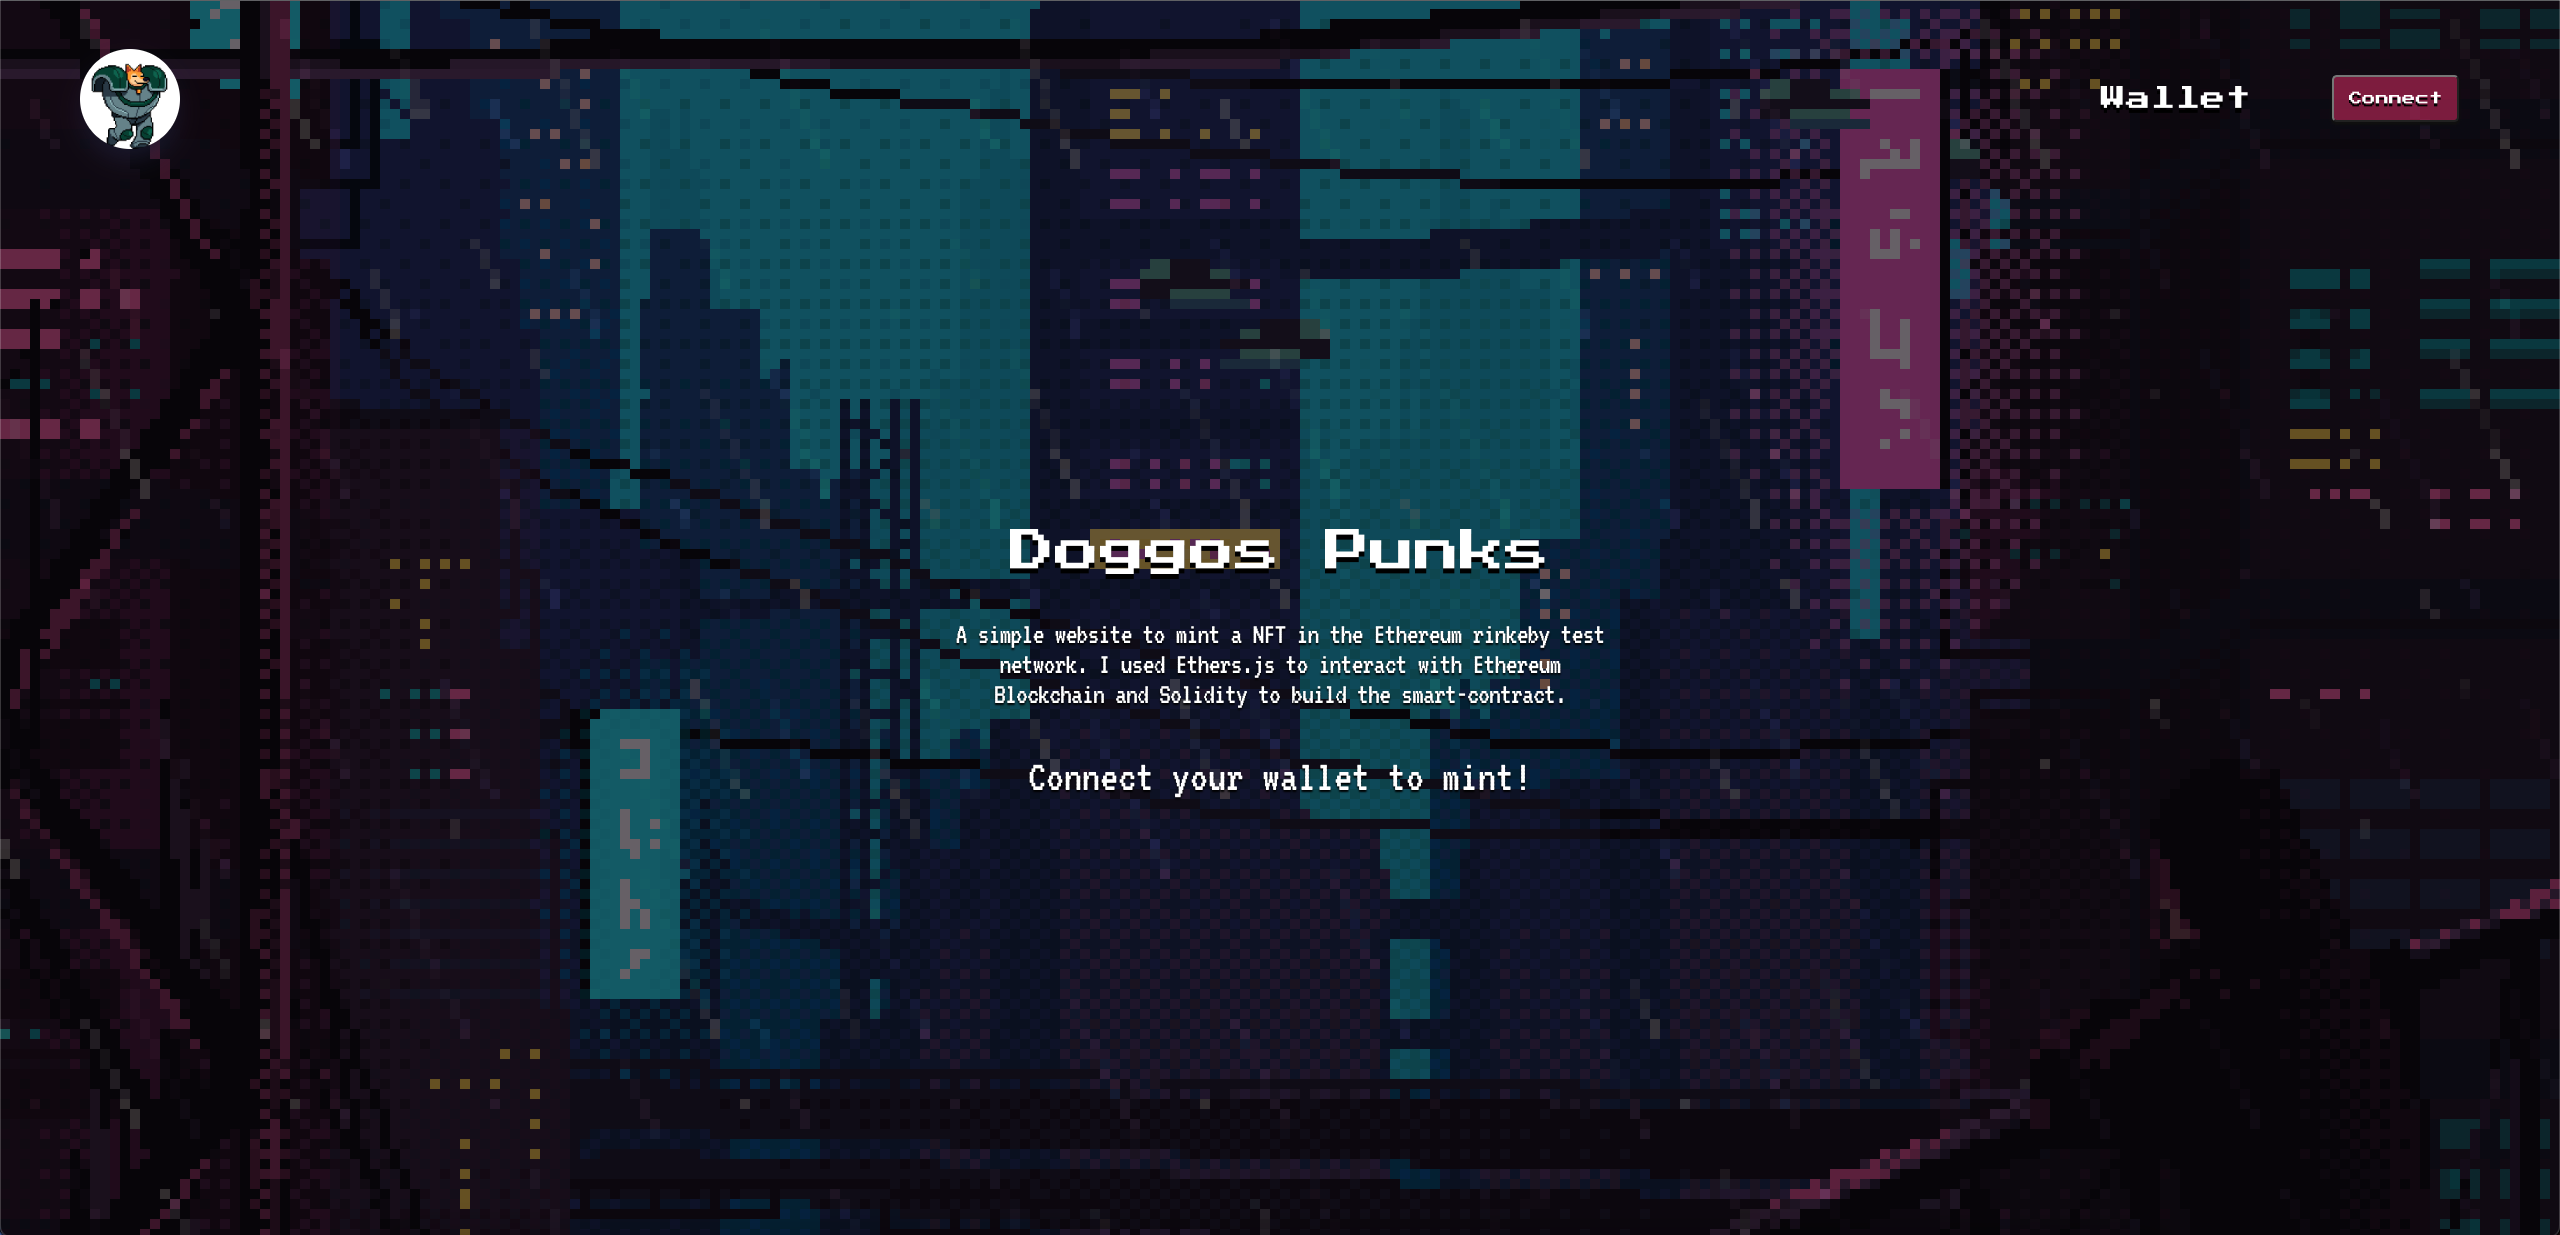 Wallet
Connect
Doggos Punks
A simple website to mint a NFT in the Ethereum rinkeby test
network. I used Ethers.js to interact with Ethereum
Blockchain and Solidity to build the smart-contract.
Connect your wallet to mint!